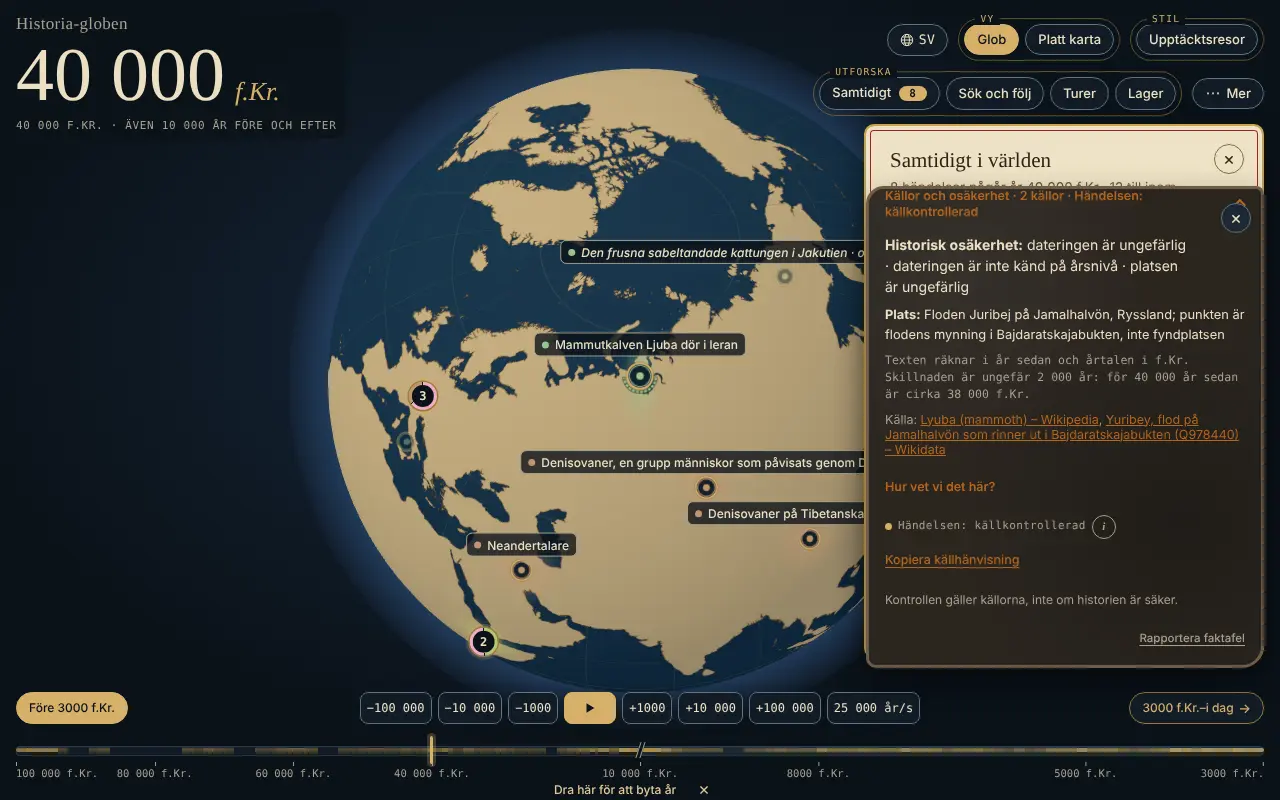 Historia-globen
40 000 f.Kr.
40 000 F.KR. · ÄVEN 10 000 ÅR FÖRE OCH EFTER
SV
VY
Glob
Platt karta
STIL
Upptäcktsresor
UTFORSKA
Samtidigt 8
Sök och följ
Turer
Lager
··· Mer
Samtidigt i världen
Källor och osäkerhet · 2 källor · Händelsen:
källkontrollerad
Historisk osäkerhet: dateringen är ungefärlig
· dateringen är inte känd på årsnivå · platsen
är ungefärlig
Plats: Floden Juribej på Jamalhalvön, Ryssland; punkten är
flodens mynning i Bajdaratskajabukten, inte fyndplatsen
Texten räknar i år sedan och årtalen i f.Kr.
Skillnaden är ungefär 2 000 år: för 40 000 år sedan
är cirka 38 000 f.Kr.
Källa: Lyuba (mammoth) – Wikipedia, Yuribey, flod på
Jamalhalvön som rinner ut i Bajdaratskajabukten (Q978440)
– Wikidata
Hur vet vi det här?
Händelsen: källkontrollerad i
Kopiera källhänvisning
Kontrollen gäller källorna, inte om historien är säker.
Rapportera faktafel
Den frusna sabeltandade kattungen i Jakutien ·
Mammutkalven Ljuba dör i leran
3
Denisovaner, en grupp människor som påvisats genom
Denisovaner på Tibetanska
Neandertalare
2
Före 3000 f.Kr.
−100 000
−10 000
−1000
+1000
+10 000
+100 000
25 000 år/s
3000 f.Kr.–i dag →
100 000 f.Kr.
80 000 f.Kr.
60 000 f.Kr.
40 000 f.Kr.
10 000 f.Kr.
8000 f.Kr.
5000 f.Kr.
3000 f.Kr.
Dra här för att byta år ✕